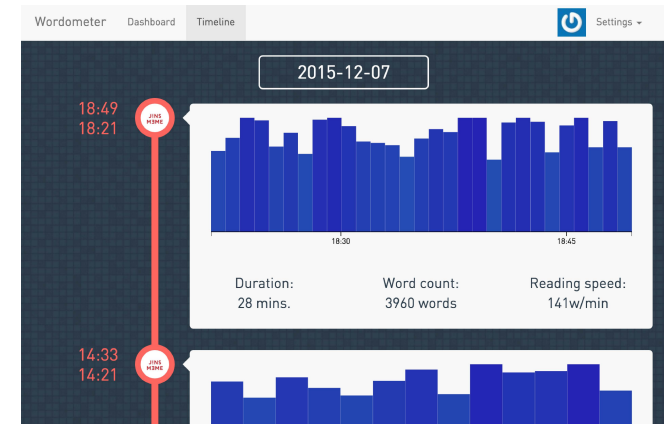 Wordometer Dashboard Timeline Settings
2015-12-07
18:49
18:21
JINS
MEME
18:30 18:45
Duration: Word count: Reading speed:
28 mins. 3960 words 141w/min
14:33
14:21
JINS
MEME